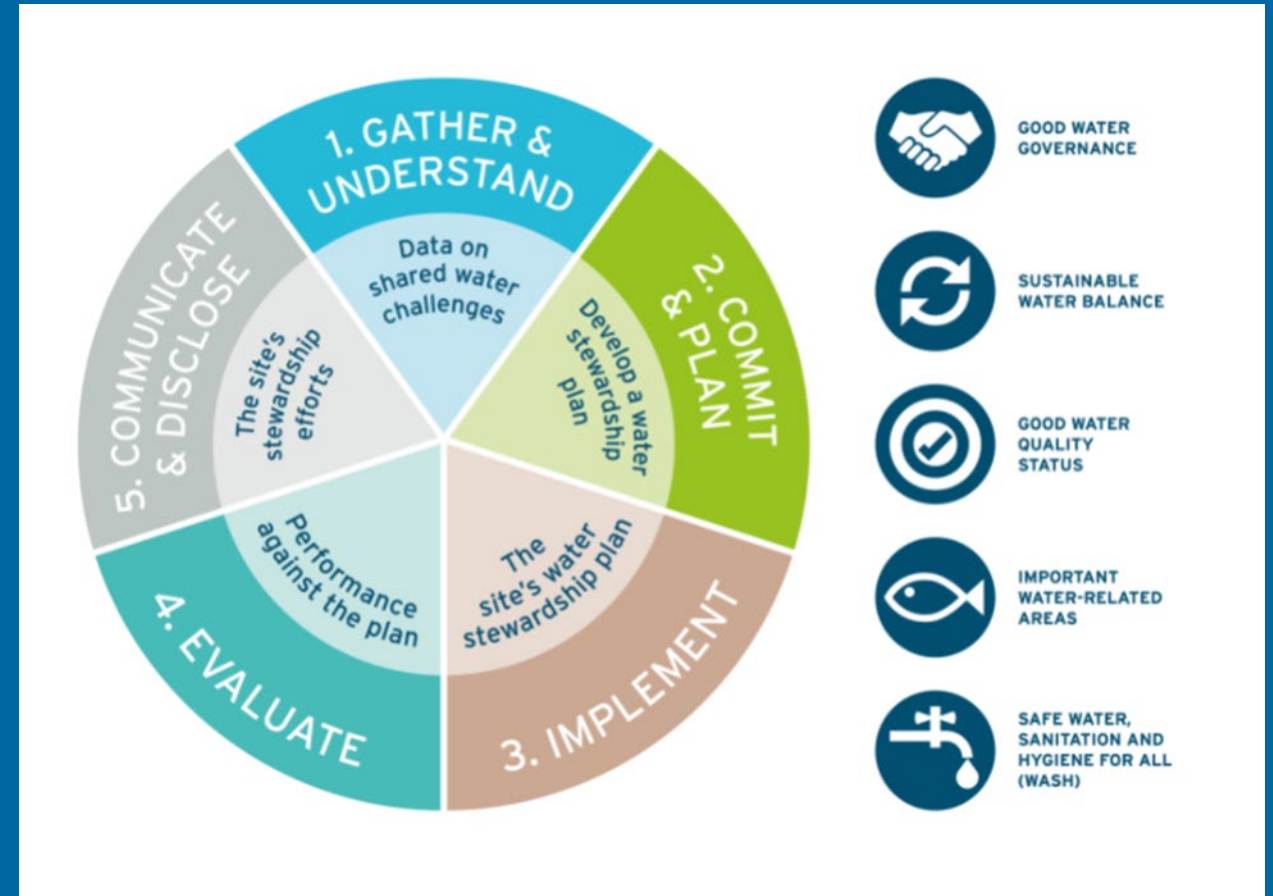 1. GATHER &
UNDERSTAND
Data on
shared water
challenges
2. COMMIT
& PLAN
Develop a water
stewardship
plan
3. IMPLEMENT
The
site's water
stewardship plan
4. EVALUATE
Performance
against the plan
5. COMMUNICATE
& DISCLOSE
The site's
stewardship
efforts
GOOD WATER
GOVERNANCE
SUSTAINABLE
WATER BALANCE
GOOD WATER
QUALITY
STATUS
IMPORTANT
WATER-RELATED
AREAS
SAFE WATER,
SANITATION AND
HYGIENE FOR ALL
(WASH)